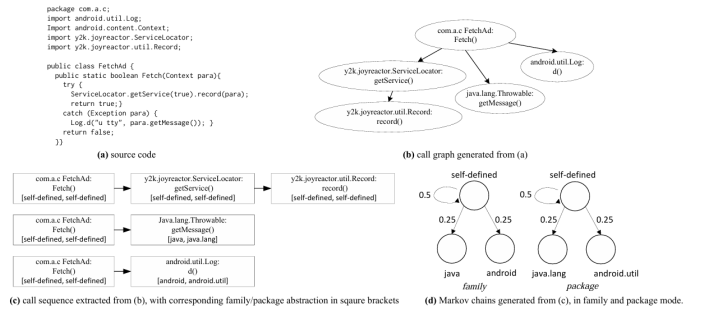 package com.a.c;
import android.util.Log;
Import android.content.Context;
import y2k.joyreactor.ServiceLocator;
import y2k.joyreactor.util.Record;
public class FetchAd {
public static boolean Fetch(Context para){
try {
ServiceLocator.getService(true).record(para);
return true;}
catch (Exception para) {
Log.d("u tty", para.getMessage()); }
return false;
}}
(a) source code
com.a.c FetchAd:
Fetch()
android.util.Log:
d()
y2k.joyreactor.ServiceLocator:
getService()
java.lang.Throwable:
getMessage()
y2k.joyreactor.util.Record:
record()
(b) call graph generated from (a)
com.a.c FetchAd:
Fetch()
[self-defined, self-defined]
y2k.joyreactor.ServiceLocator:
getService()
[self-defined, self-defined]
y2k.joyreactor.util.Record:
record()
[self-defined, self-defined]
com.a.c FetchAd:
Fetch()
[self-defined, self-defined]
Java.lang.Throwable:
getMessage()
[java, java.lang]
com.a.c FetchAd:
Fetch()
[self-defined, self-defined]
android.util.Log:
d()
[android, android.util]
(c) call sequence extracted from (b), with corresponding family/package abstraction in sqaure brackets
self-defined
0.5
0.25
0.25
java
android
family
self-defined
0.5
0.25
0.25
java.lang
android.util
package
(d) Markov chains generated from (c), in family and package mode.